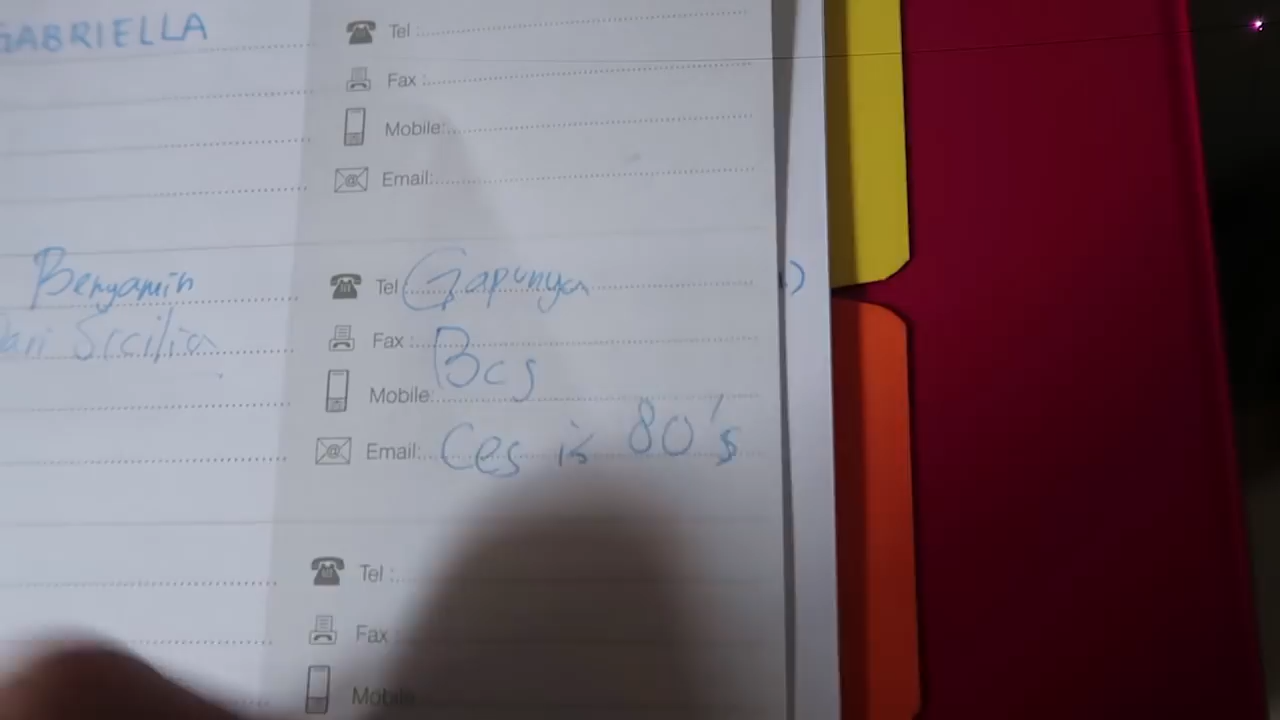 GABRIELLA
Tel :
Fax :
Mobile:
Email:
Benyamin
Dari Sicilia
Tel : Gapunya
Fax :
Bcs
Mobile:
Email: Ces is 80's
Tel :
Fax :
Mobile